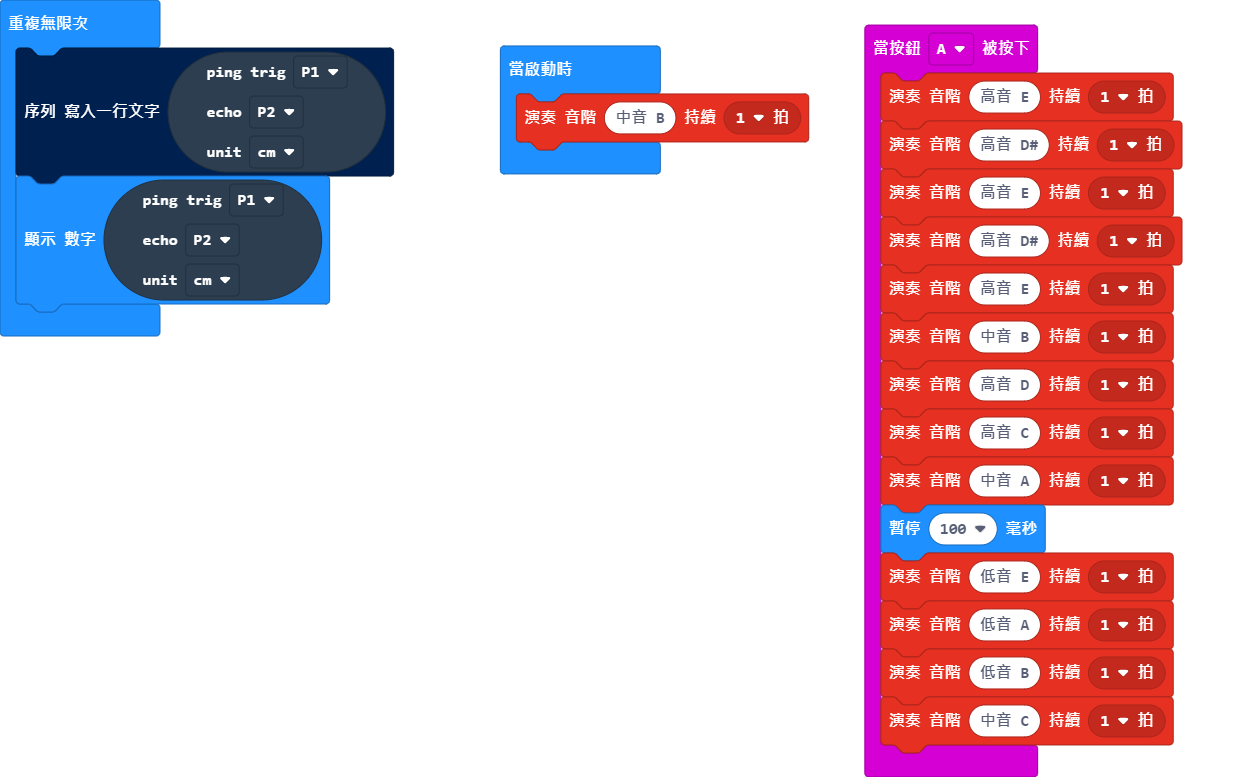 重複無限次
序列 寫入一行文字 ping trig P1
echo P2
unit cm
顯示 數字 ping trig P1
echo P2
unit cm
當啟動時
演奏 音階 中音 B 持續 1 拍
當按鈕 A 被按下
演奏 音階 高音 E 持續 1 拍
演奏 音階 高音 D# 持續 1 拍
演奏 音階 高音 E 持續 1 拍
演奏 音階 高音 D# 持續 1 拍
演奏 音階 高音 E 持續 1 拍
演奏 音階 中音 B 持續 1 拍
演奏 音階 高音 D 持續 1 拍
演奏 音階 高音 C 持續 1 拍
演奏 音階 中音 A 持續 1 拍
暫停 100 毫秒
演奏 音階 低音 E 持續 1 拍
演奏 音階 低音 A 持續 1 拍
演奏 音階 低音 B 持續 1 拍
演奏 音階 中音 C 持續 1 拍